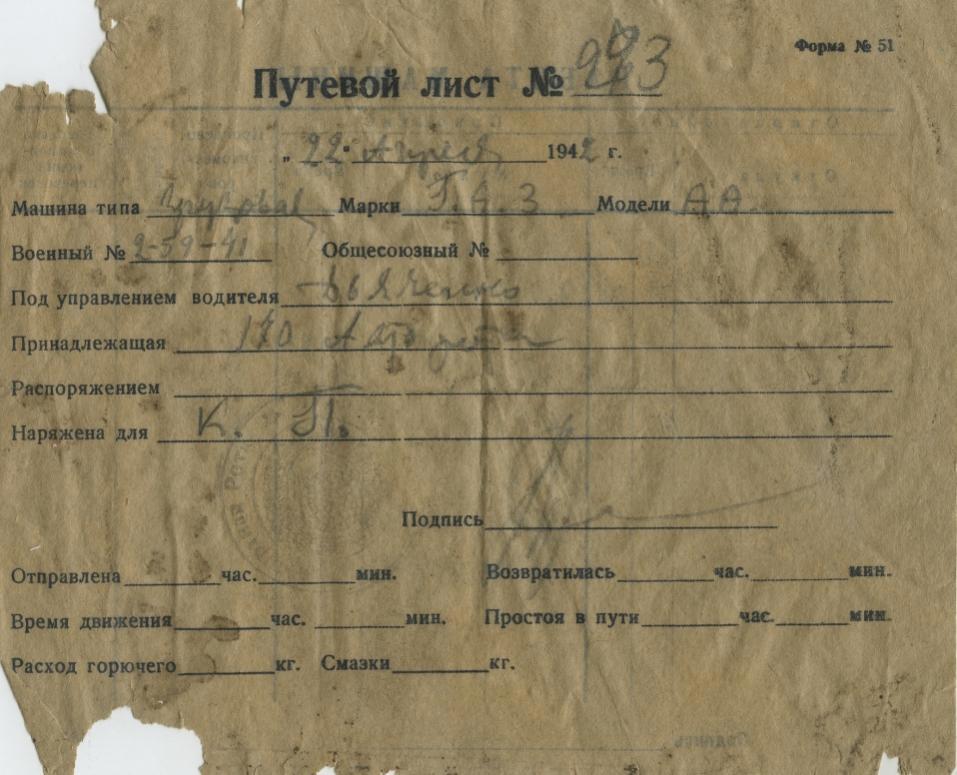 Форма № 51
Путевой лист №
„ 22 " Апреля 1942 г.
Машина типа Грузовая Марки Г. А. З Модели АА.
Военный № 2-59-41 Общесоюзный №
Под управлением водителя Дьяченко
Принадлежащая 170
Распоряжением
Наряжена для К. П.
Подпись
Отправлена час. мин. Возвратилась час. мин.
Время движения час. мин. Простоя в пути час. мин.
Расход горючего кг. Смазки кг.